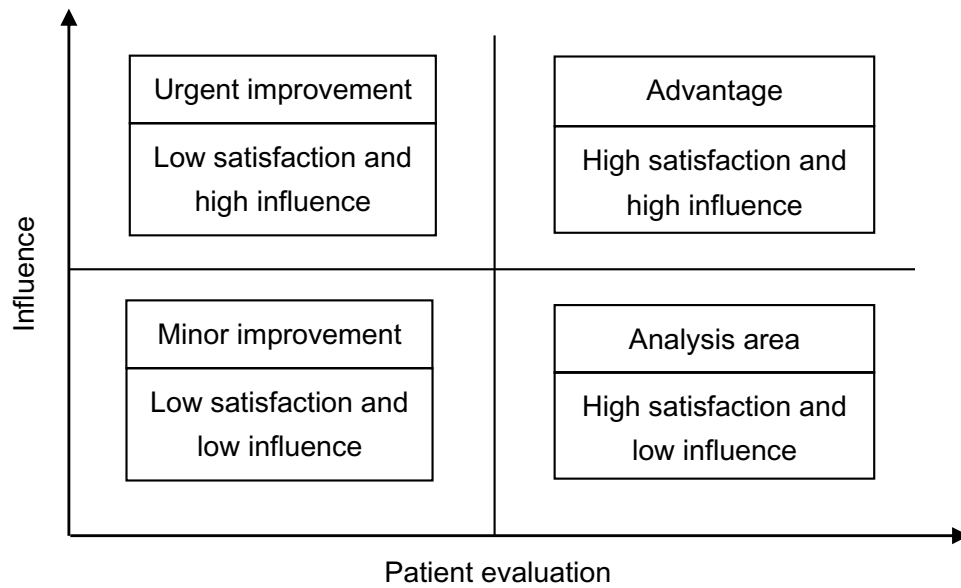 Urgent improvement
Low satisfaction and
high influence
Advantage
High satisfaction and
high influence
Influence
Minor improvement
Low satisfaction and
low influence
Analysis area
High satisfaction and
low influence
Patient evaluation